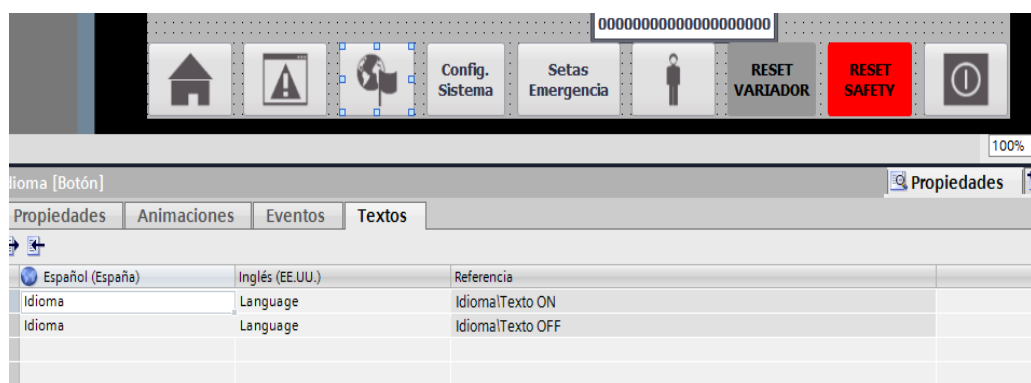 00000000000000000000
Config.
Sistema
Setas
Emergencia
RESET
VARIADOR
RESET
SAFETY
100%
[Botón]
Propiedades
Propiedades Animaciones Eventos Textos
Español (España) Inglés (EE.UU.) Referencia
Idioma Language Idioma\Texto ON
Idioma Language Idioma\Texto OFF